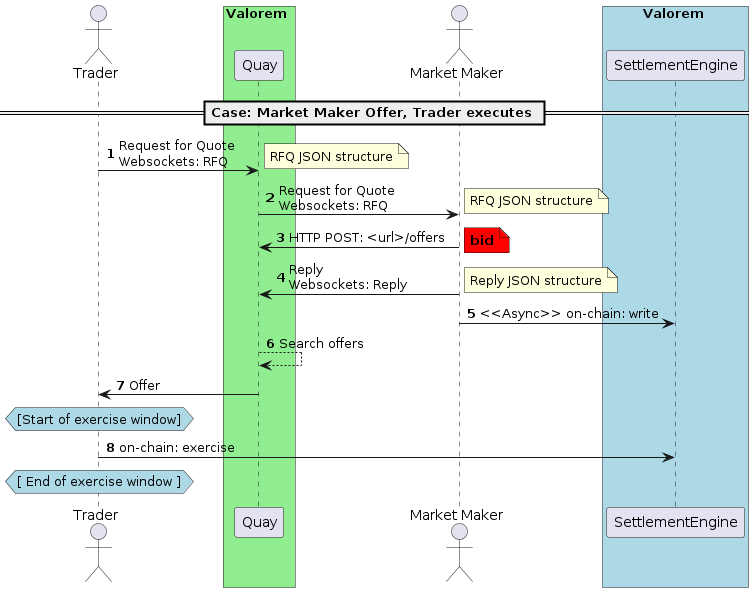 Valorem
Valorem
Trader
Quay
Market Maker
SettlementEngine
Case: Market Maker Offer, Trader executes
1 Request for Quote
Websockets: RFQ
RFQ JSON structure
2 Request for Quote
Websockets: RFQ
RFQ JSON structure
3 HTTP POST: <url>/offers
bid
4 Reply
Websockets: Reply
Reply JSON structure
5 <<Async>> on-chain: write
6 Search offers
7 Offer
[Start of exercise window]
8 on-chain: exercise
[ End of exercise window ]
Trader
Quay
Market Maker
SettlementEngine